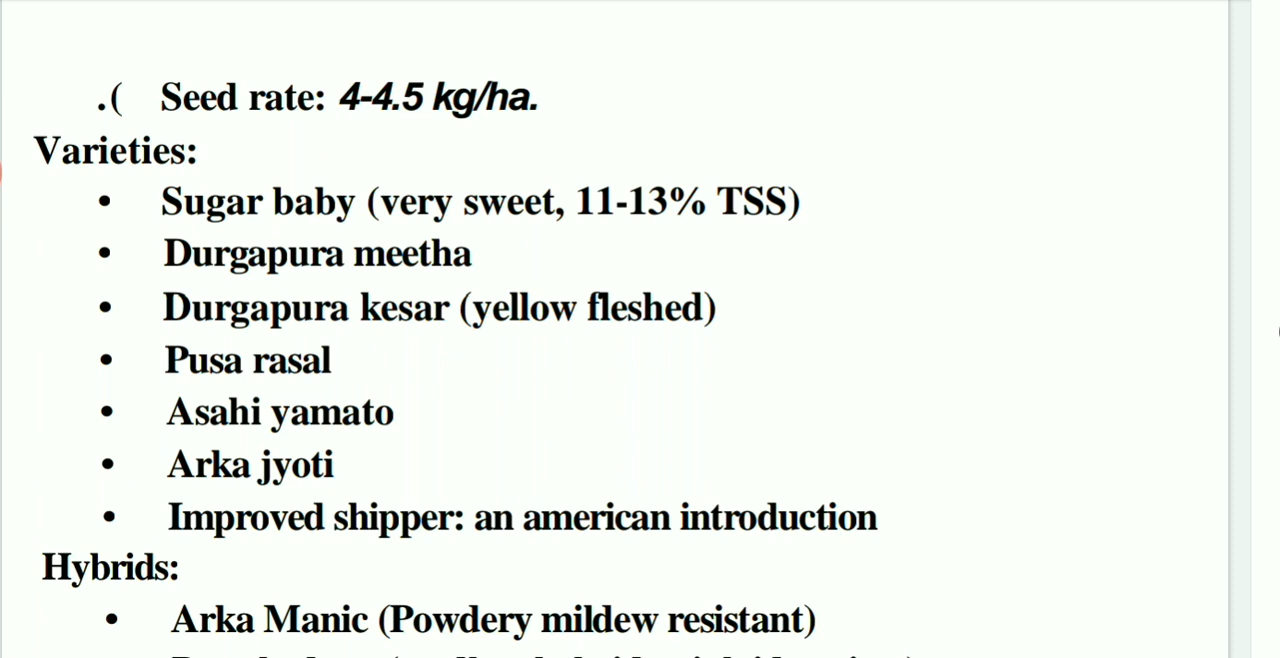 .( Seed rate: 4-4.5 kg/ha.
Varieties:
• Sugar baby (very sweet, 11-13% TSS)
• Durgapura meetha
• Durgapura kesar (yellow fleshed)
• Pusa rasal
• Asahi yamato
• Arka jyoti
• Improved shipper: an american introduction
Hybrids:
• Arka Manic (Powdery mildew resistant)